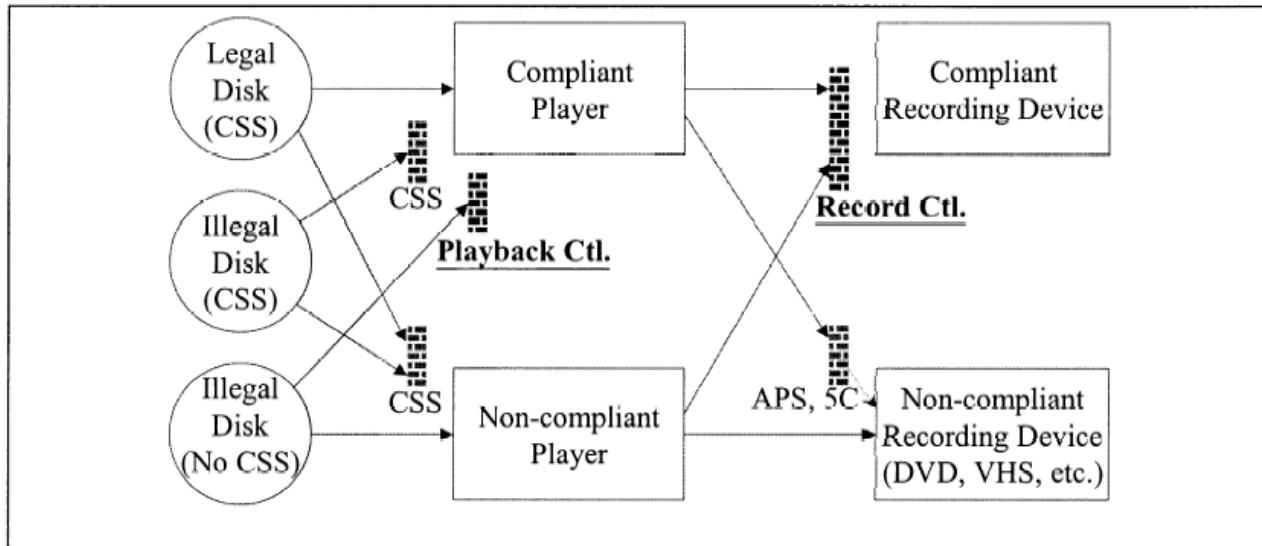 Legal
Disk
(CSS)
Compliant
Player
Compliant
Recording Device
CSS
Record Ctl.
Illegal
Disk
(CSS)
Playback Ctl.
Illegal
Disk
(No CSS)
CSS
Non-compliant
Player
APS, 5C
Non-compliant
Recording Device
(DVD, VHS, etc.)